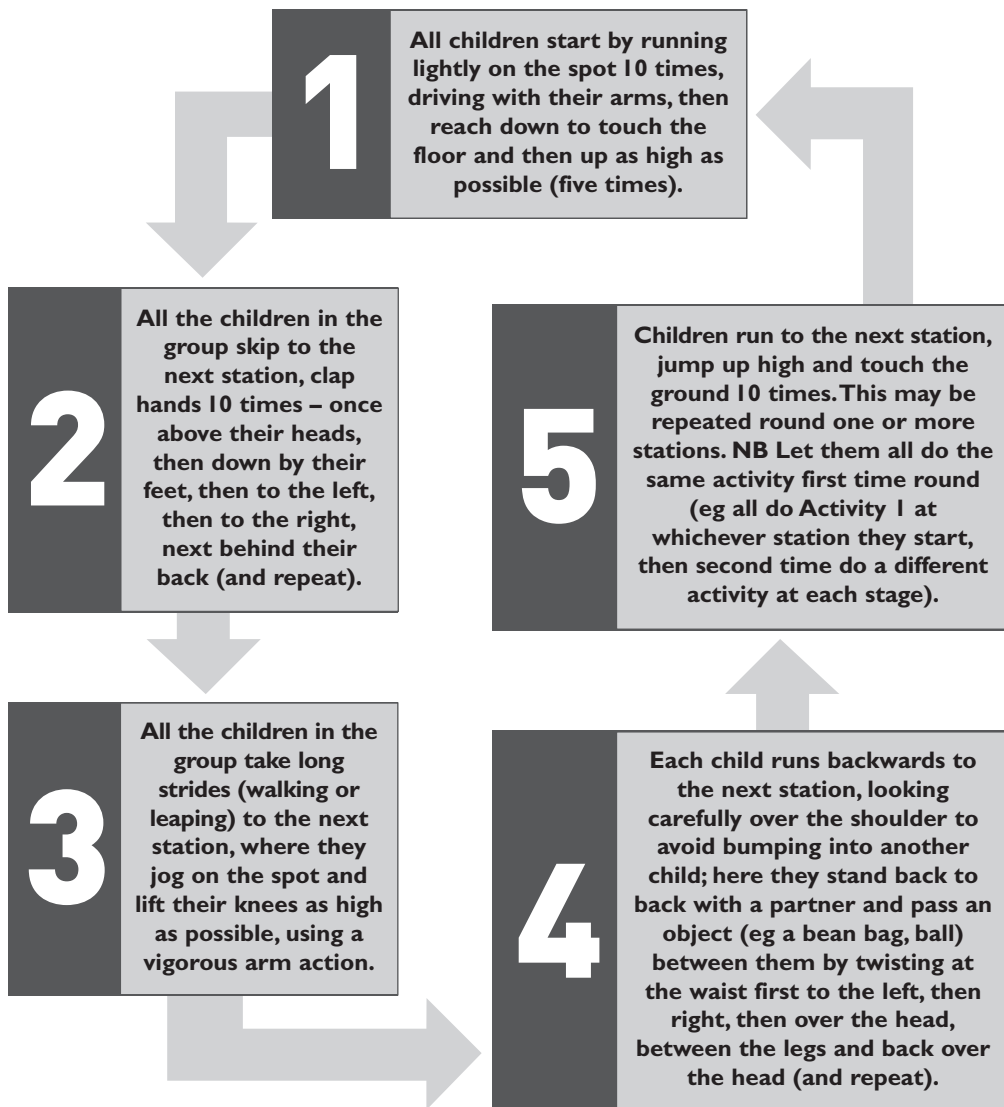 1
All children start by running
lightly on the spot 10 times,
driving with their arms, then
reach down to touch the
floor and then up as high as
possible (five times).
2
All the children in the
group skip to the
next station, clap
hands 10 times – once
above their heads,
then down by their
feet, then to the left,
then to the right,
next behind their
back (and repeat).
3
All the children in the
group take long
strides (walking or
leaping) to the next
station, where they
jog on the spot and
lift their knees as high
as possible, using a
vigorous arm action.
4
Each child runs backwards to
the next station, looking
carefully over the shoulder to
avoid bumping into another
child; here they stand back to
back with a partner and pass an
object (eg a bean bag, ball)
between them by twisting at
the waist first to the left, then
right, then over the head,
between the legs and back over
the head (and repeat).
5
Children run to the next station,
jump up high and touch the
ground 10 times. This may be
repeated round one or more
stations. NB Let them all do the
same activity first time round
(eg all do Activity 1 at
whichever station they start,
then second time do a different
activity at each stage).